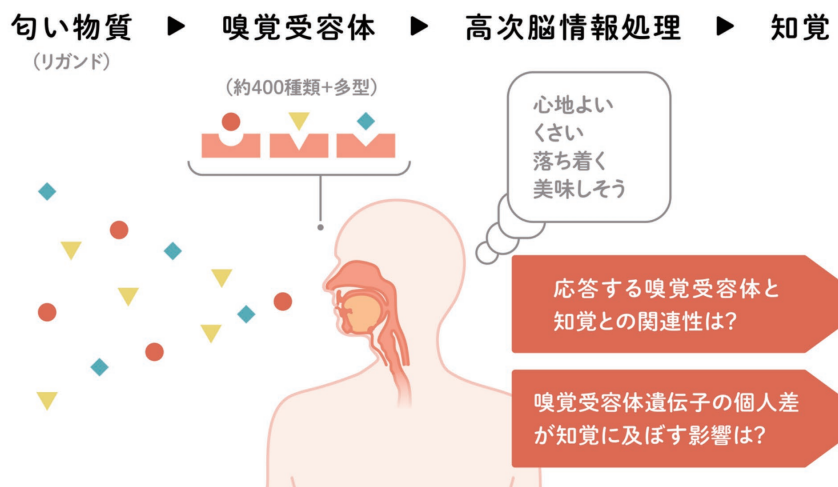 匂い物質 ▶ 嗅覚受容体 ▶ 高次脳情報処理 ▶ 知覚
(リガンド)
(約400種類+多型)
心地よい
くさい
落ち着く
美味しそう
応答する嗅覚受容体と
知覚との関連性は?
嗅覚受容体遺伝子の個人差
が知覚に及ぼす影響は?